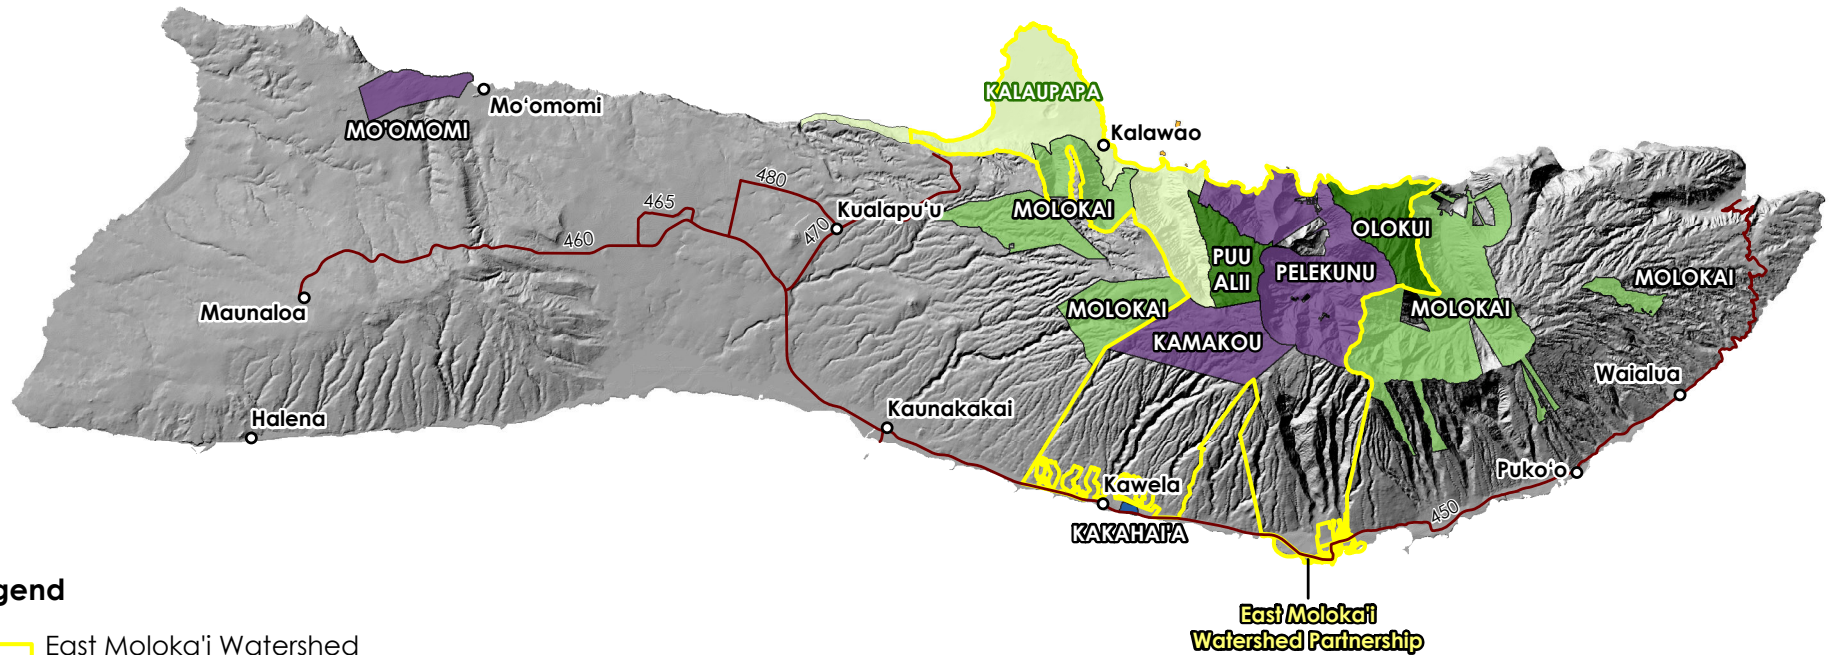 KALAUPAPA
Mo‘omomi
MO'OMOMI
Kalawao
480
465
Kualapu‘u
MOLOKAI
470
460
OLOKUI
PUU
ALII
PELEKUNU
MOLOKAI
Maunaloa
MOLOKAI
MOLOKAI
KAMAKOU
Waialua
Halena
Kaunakakai
Puko‘o
Kawela
450
KAKAHAI'A
gend
East Moloka'i
Watershed Partnership
East Moloka'i Watershed